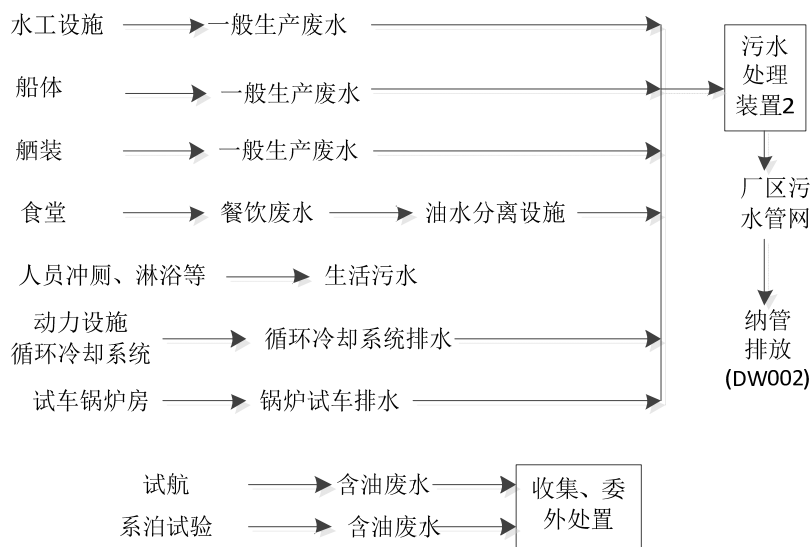 水工设施
一般生产废水
船体
一般生产废水
舾装
一般生产废水
食堂
餐饮废水
油水分离设施
人员冲厕、淋浴等
生活污水
动力设施
循环冷却系统
循环冷却系统排水
试车锅炉房
锅炉试车排水
污水
处理
装置2
厂区污
水管网
纳管
排放
(DW002)
试航
含油废水
系泊试验
含油废水
收集、委
外处置